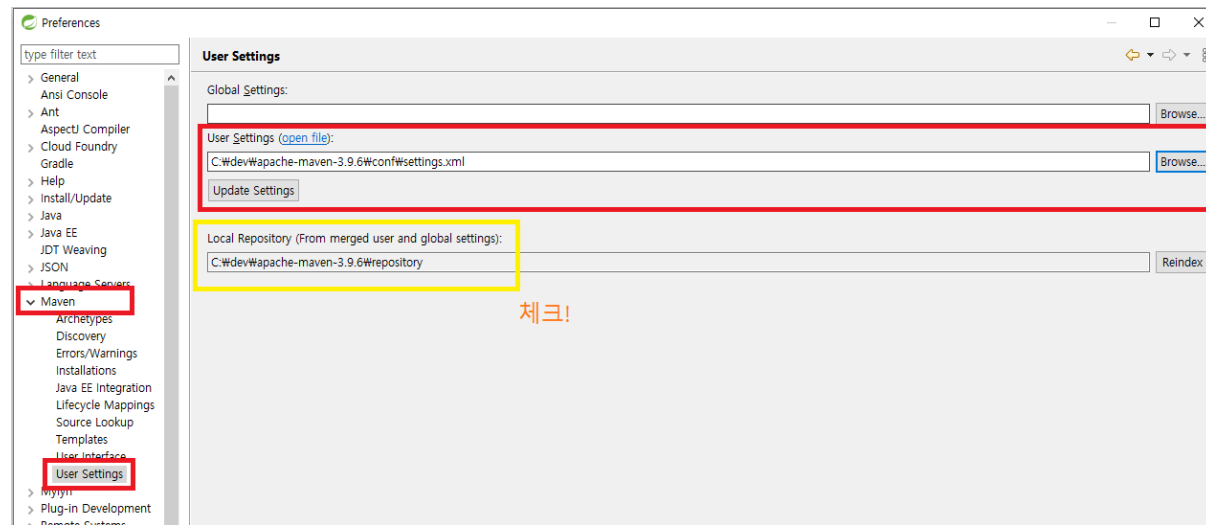 Preferences
type filter text
User Settings
General
Ansi Console
Ant
AspectJ Compiler
Cloud Foundry
Gradle
Help
Install/Update
Java
Java EE
JDT Weaving
JSON
Language Servers
Maven
Archetypes
Discovery
Errors/Warnings
Installations
Java EE Integration
Lifecycle Mappings
Source Lookup
Templates
User Interface
User Settings
Mylyn
Plug-in Development
Remote Systems
Global Settings:
Browse...
User Settings (open file):
C:₩dev₩apache-maven-3.9.6₩conf₩settings.xml
Browse...
Update Settings
Local Repository (From merged user and global settings):
C:₩dev₩apache-maven-3.9.6₩repository
Reindex
체크!